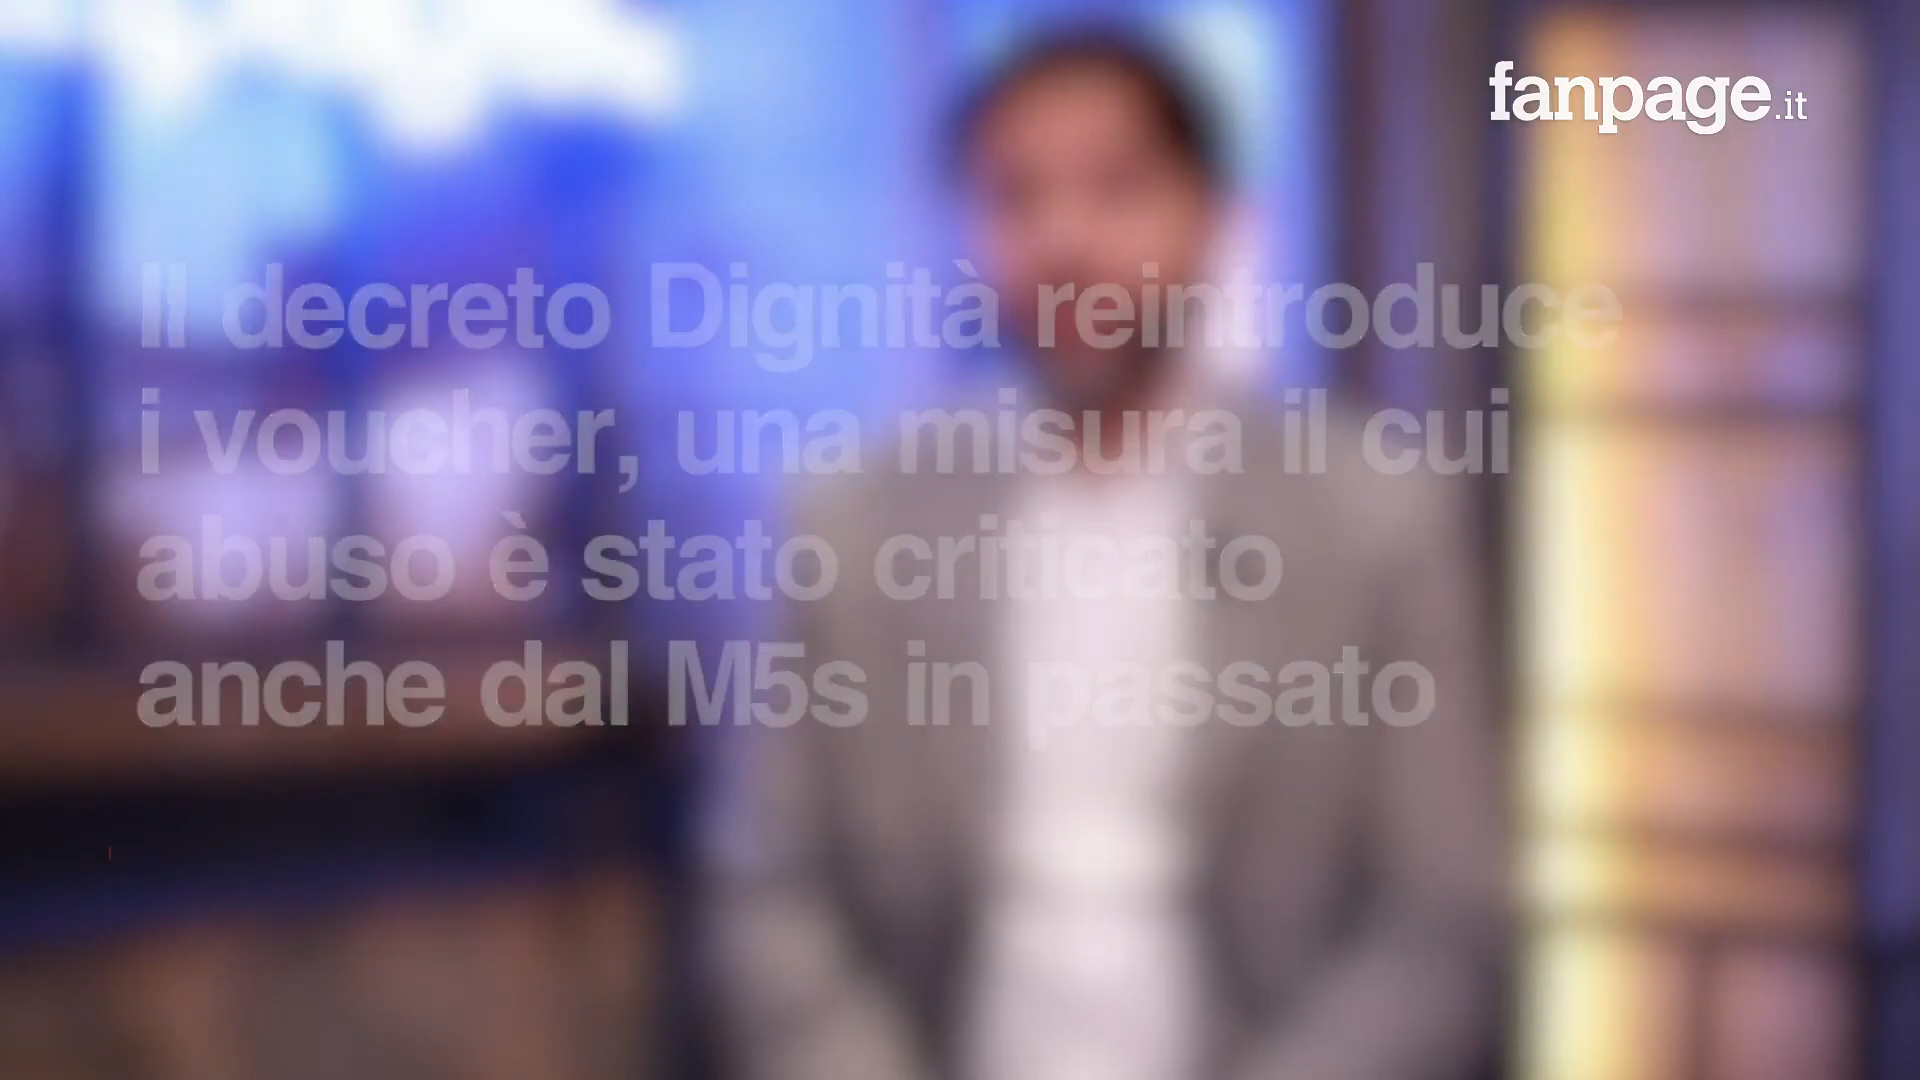 fanpage.it
Il decreto Dignità reintroduce
i voucher, una misura il cui
abuso è stato criticato
anche dal M5s in passato